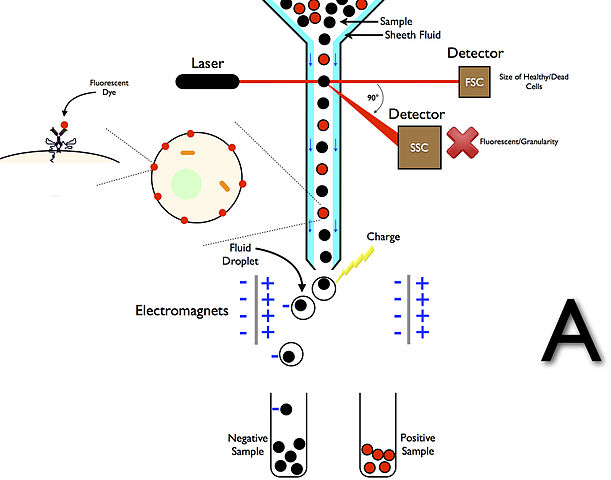 Sample
Sheeth Fluid
Laser
Detector
FSC
Size of Healthy/Dead
Cells
90°
Detector
SSC
Fluorescent/Granularity
Fluorescent
Dye
Fluid
Droplet
Charge
Electromagnets
- +
- +
- +
- +
- +
- +
- +
- +
-
-
-
A
Negative
Sample
Positive
Sample